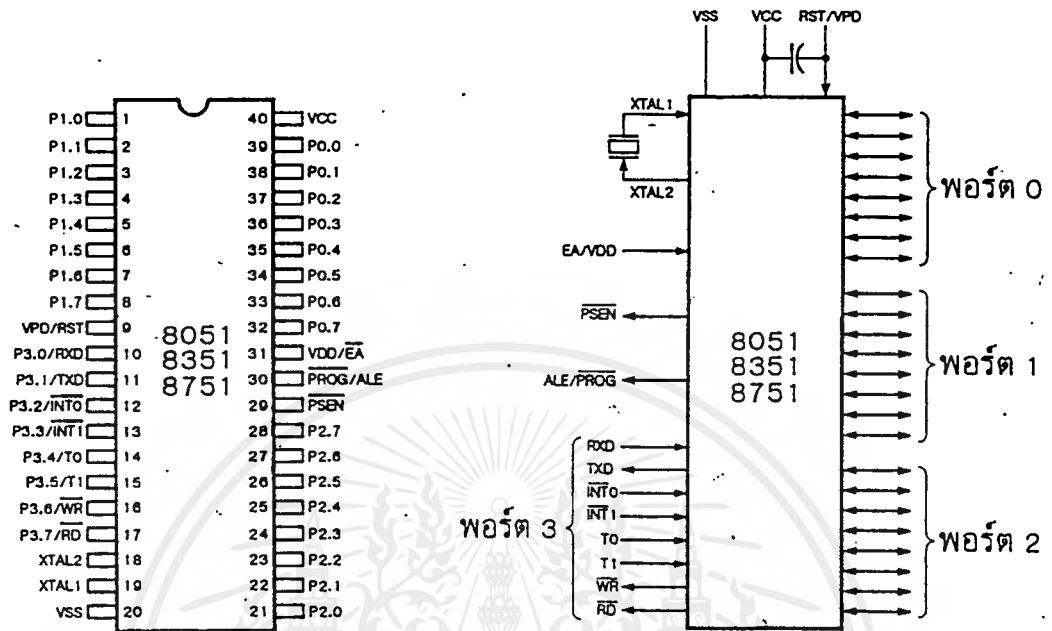 P1.0 1 40 VCC
P1.1 2 39 P0.0
P1.2 3 38 P0.1
P1.3 4 37 P0.2
P1.4 5 36 P0.3
P1.5 6 35 P0.4
P1.6 7 34 P0.5
P1.7 8 33 P0.6
VPD/RST 9 32 P0.7
P3.0/RXD 10 31 VDD/EA
P3.1/TXD 11 30 PROG/ALE
P3.2/INT0 12 29 PSEN
P3.3/INT1 13 28 P2.7
P3.4/T0 14 27 P2.6
P3.5/T1 15 26 P2.5
P3.6/WR 16 25 P2.4
P3.7/RD 17 24 P2.3
XTAL2 18 23 P2.2
XTAL1 19 22 P2.1
VSS 20 21 P2.0
8051
8351
8751
VSS VCC RST/VPD
XTAL1
XTAL2
EA/VDD
PSEN
ALE/PROG
พอร์ต 3
RXD
TXD
INT0
INT1
T0
T1
WR
RD
8051
8351
8751
พอร์ต 0
พอร์ต 1
พอร์ต 2